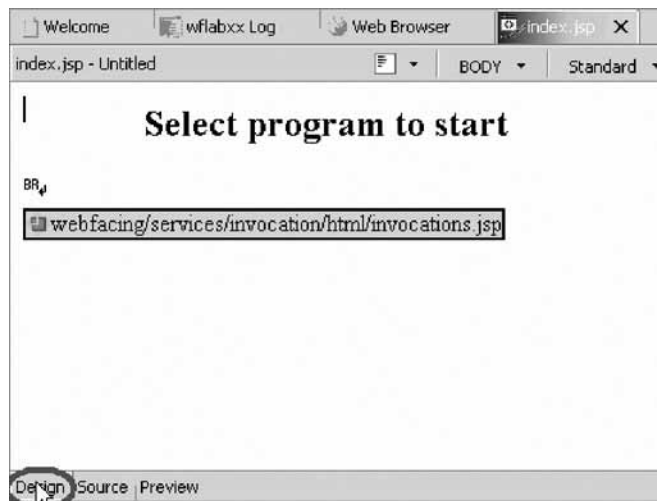 Welcome wflabxx Log Web Browser index.jsp X
index.jsp - Untitled BODY Standard
Select program to start
BR
webfacing/services/invocation/html/invocations.jsp
Design Source Preview